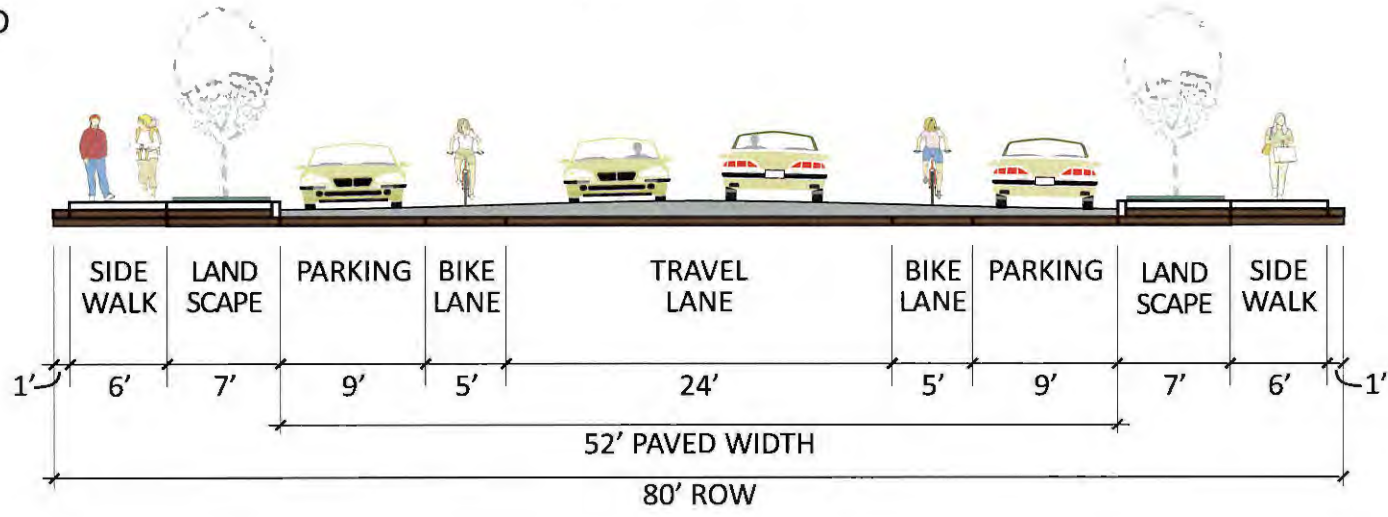 D
SIDE WALK LAND SCAPE PARKING BIKE LANE TRAVEL LANE BIKE LANE PARKING LAND SCAPE SIDE WALK
1' 6' 7' 9' 5' 24' 5' 9' 7' 6' 1'
52' PAVED WIDTH
80' ROW